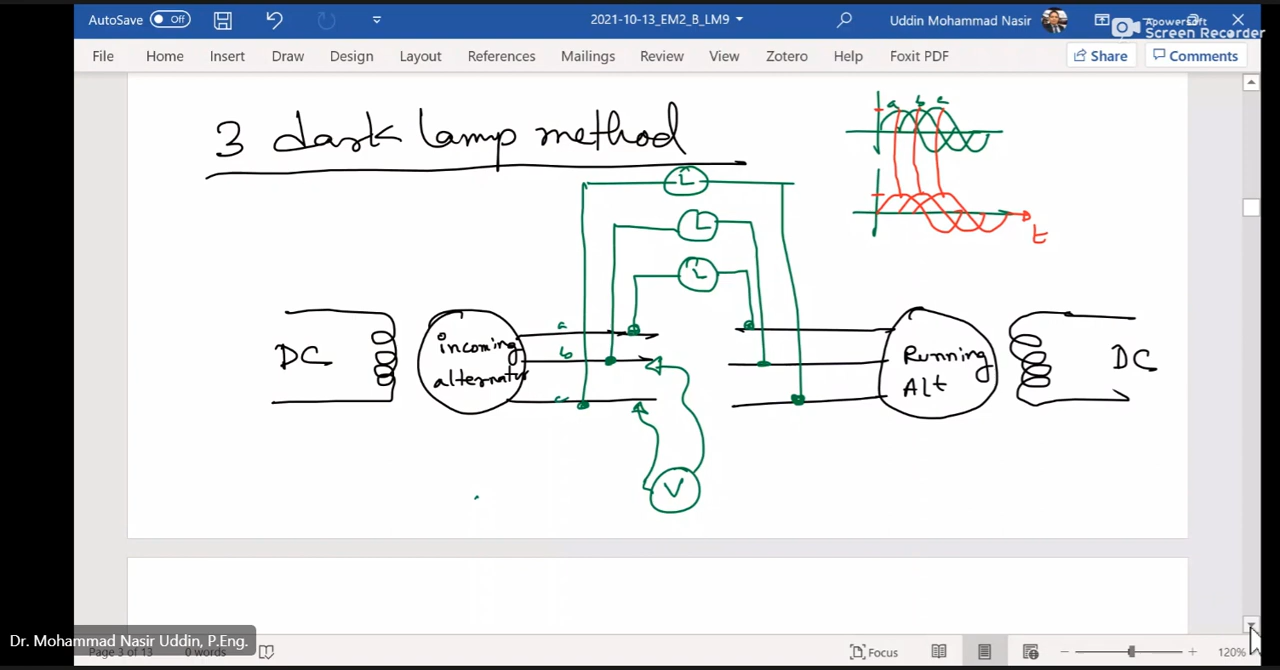 AutoSave Off 2021-10-13_EM2_B_LM9 Uddin Mohammad Nasir
Apowersoft
Screen Recorder
File Home Insert Draw Design Layout References Mailings Review View Zotero Help Foxit PDF Share Comments
3 dark lamp method
a b c
t
L
L
L
a
b
c
DC
incoming
alternator
Running
Alt
DC
V
Dr. Mohammad Nasir Uddin, P.Eng.
Page 3 of 13 0 words Focus 120%